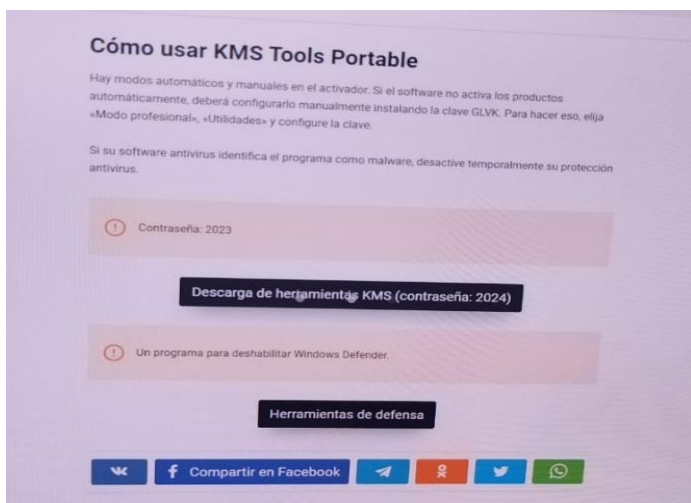 Cómo usar KMS Tools Portable
Hay modos automáticos y manuales en el activador. Si el software no activa los productos
automáticamente, deberá configurarlo manualmente instalando la clave GLVK. Para hacer eso, elija
«Modo profesional», «Utilidades» y configure la clave.
Si su software antivirus identifica el programa como malware, desactive temporalmente su protección
antivirus.
Contraseña: 2023
Descarga de herramientas KMS (contraseña: 2024)
Un programa para deshabilitar Windows Defender.
Herramientas de defensa
Compartir en Facebook